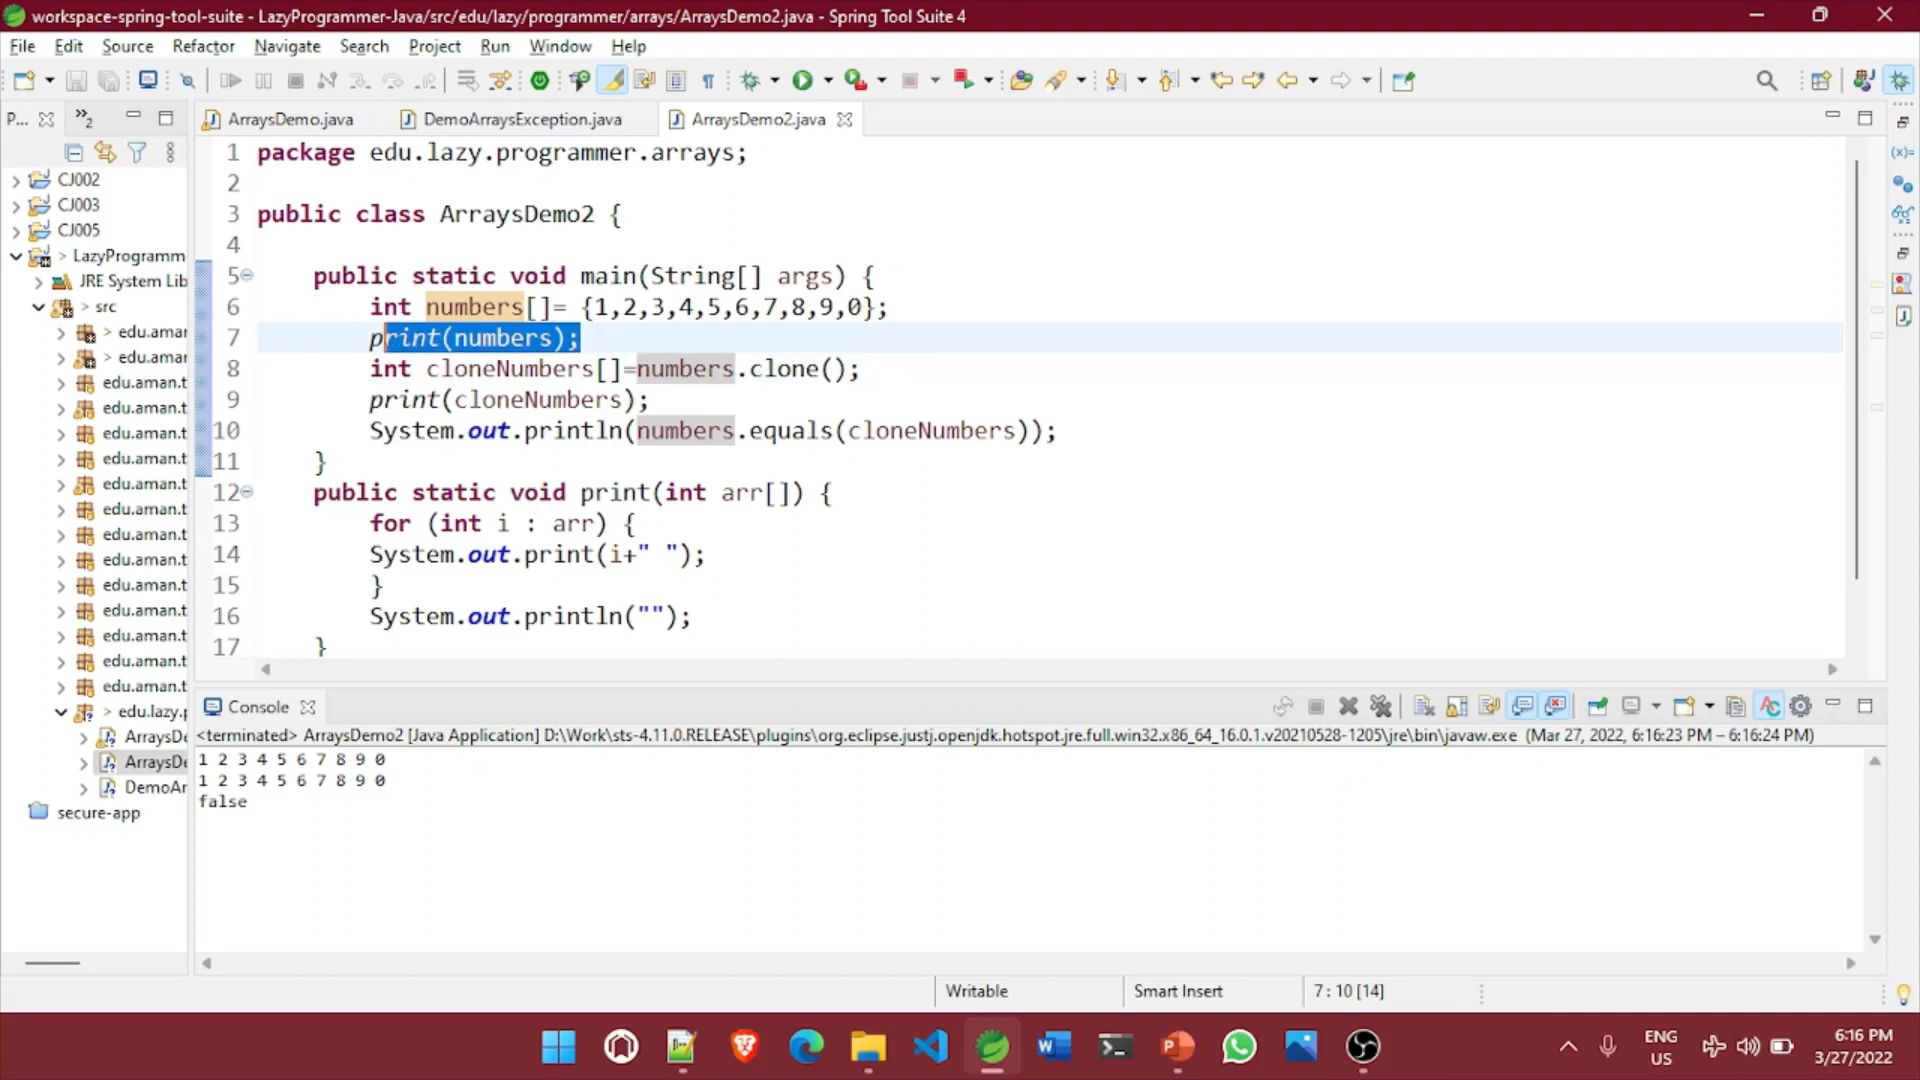 workspace-spring-tool-suite - LazyProgrammer-Java/src/edu/lazy/programmer/arrays/ArraysDemo2.java - Spring Tool Suite 4
File Edit Source Refactor Navigate Search Project Run Window Help
P... 2
ArraysDemo.java DemoArraysException.java ArraysDemo2.java
CJ002
CJ003
CJ005
> LazyProgramm
JRE System Lib
> src
> edu.amar
> edu.amar
edu.aman.t
edu.aman.t
edu.aman.t
edu.aman.t
edu.aman.t
edu.aman.t
edu.aman.t
edu.aman.t
edu.aman.t
edu.aman.t
edu.aman.t
edu.aman.t
edu.aman.t
> edu.lazy.p
ArraysDe
ArraysDe
DemoAr
secure-app
1 package edu.lazy.programmer.arrays;
2
3 public class ArraysDemo2 {
4
5 public static void main(String[] args) {
6 int numbers[]= {1,2,3,4,5,6,7,8,9,0};
7 print(numbers);
8 int cloneNumbers[]=numbers.clone();
9 print(cloneNumbers);
10 System.out.println(numbers.equals(cloneNumbers));
11 }
12 public static void print(int arr[]) {
13 for (int i : arr) {
14 System.out.print(i+" ");
15 }
16 System.out.println("");
17 }
Console
<terminated> ArraysDemo2 [Java Application] D:\Work\sts-4.11.0.RELEASE\plugins\org.eclipse.justj.openjdk.hotspot.jre.full.win32.x86_64_16.0.1.v20210528-1205\jre\bin\javaw.exe (Mar 27, 2022, 6:16:23 PM – 6:16:24 PM)
1 2 3 4 5 6 7 8 9 0
1 2 3 4 5 6 7 8 9 0
false
Writable Smart Insert 7 : 10 [14]
ENG
US
6:16 PM
3/27/2022